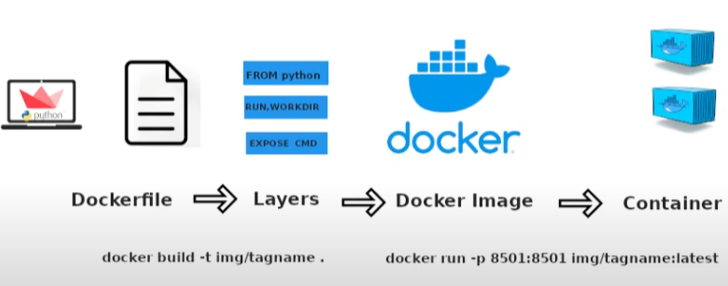 python
FROM python
RUN.WORKDIR
EXPOSE CMD
docker
Dockerfile
Layers
Docker Image
Container
docker build -t img/tagname .
docker run -p 8501:8501 img/tagname:latest